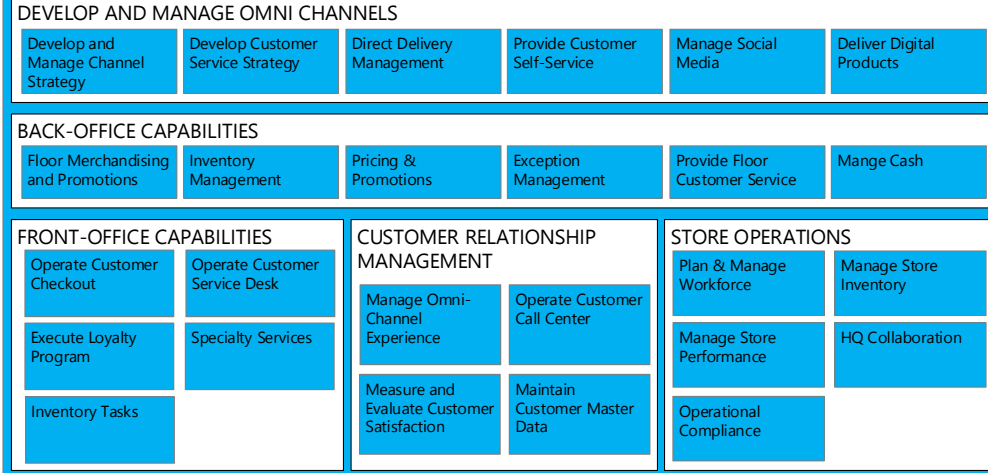 DEVELOP AND MANAGE OMNI CHANNELS
Develop and
Manage Channel
Strategy
Develop Customer
Service Strategy
Direct Delivery
Management
Provide Customer
Self-Service
Manage Social
Media
Deliver Digital
Products
BACK-OFFICE CAPABILITIES
Floor Merchandising
and Promotions
Inventory
Management
Pricing &
Promotions
Exception
Management
Provide Floor
Customer Service
Mange Cash
FRONT-OFFICE CAPABILITIES
Operate Customer
Checkout
Operate Customer
Service Desk
Execute Loyalty
Program
Specialty Services
Inventory Tasks
CUSTOMER RELATIONSHIP
MANAGEMENT
Manage Omni-
Channel
Experience
Operate Customer
Call Center
Measure and
Evaluate Customer
Satisfaction
Maintain
Customer Master
Data
STORE OPERATIONS
Plan & Manage
Workforce
Manage Store
Inventory
Manage Store
Performance
HQ Collaboration
Operational
Compliance